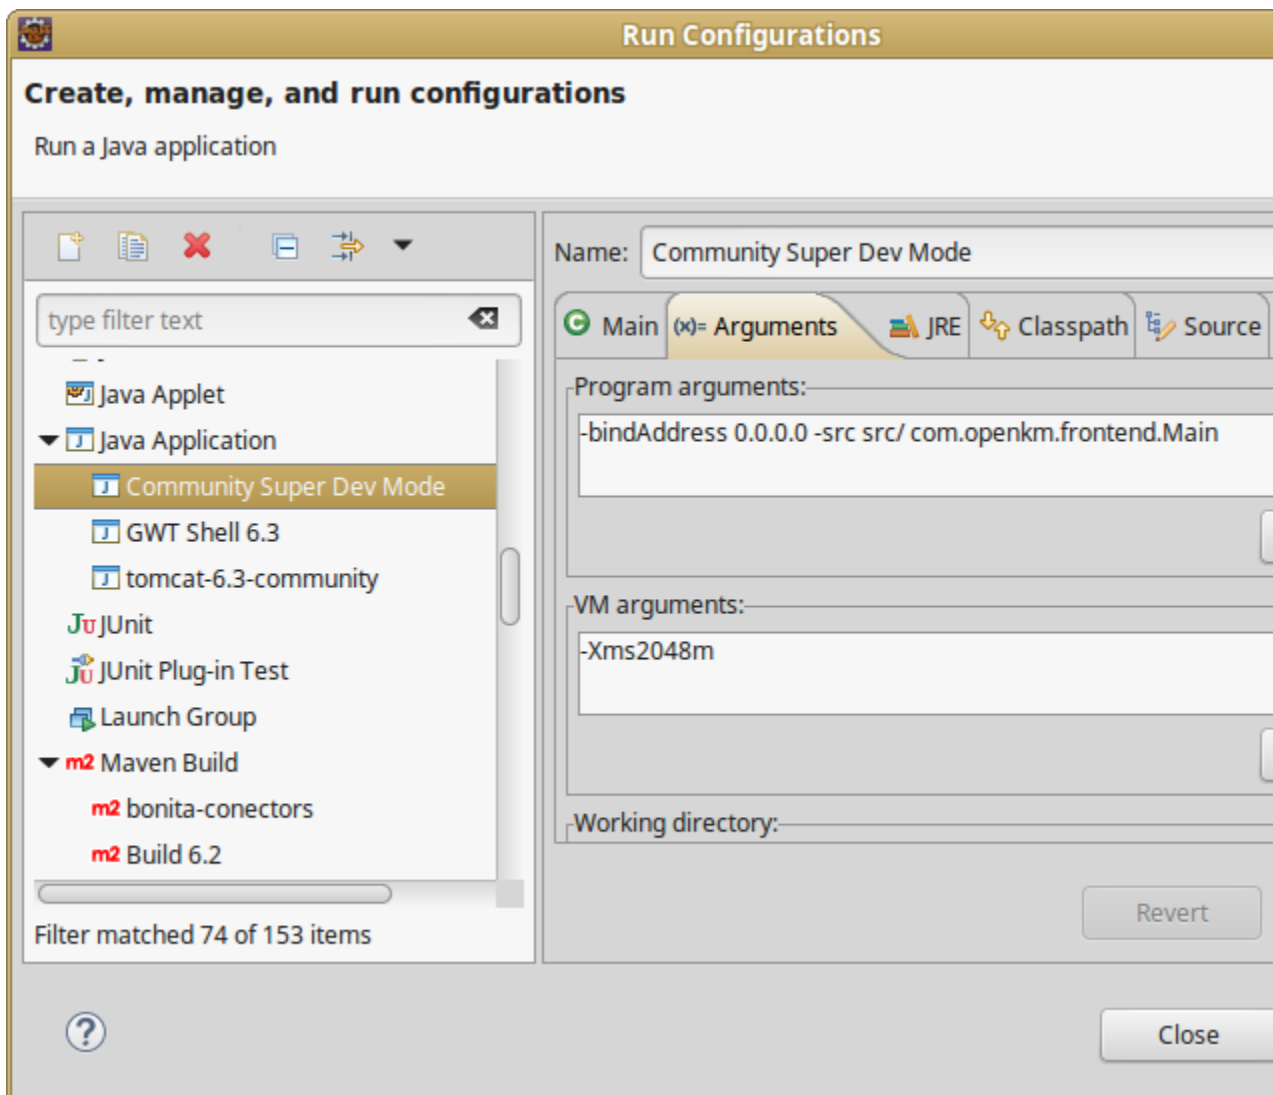 Run Configurations
Create, manage, and run configurations
Run a Java application
Name: Community Super Dev Mode
type filter text
Main (x)= Arguments JRE Classpath Source
Java Applet
Java Application
Community Super Dev Mode
GWT Shell 6.3
tomcat-6.3-community
JUnit
JUnit Plug-in Test
Launch Group
m2 Maven Build
m2 bonita-conectors
m2 Build 6.2
Filter matched 74 of 153 items
Program arguments:
-bindAddress 0.0.0.0 -src src/ com.openkm.frontend.Main
VM arguments:
-Xms2048m
Working directory:
Revert
Close